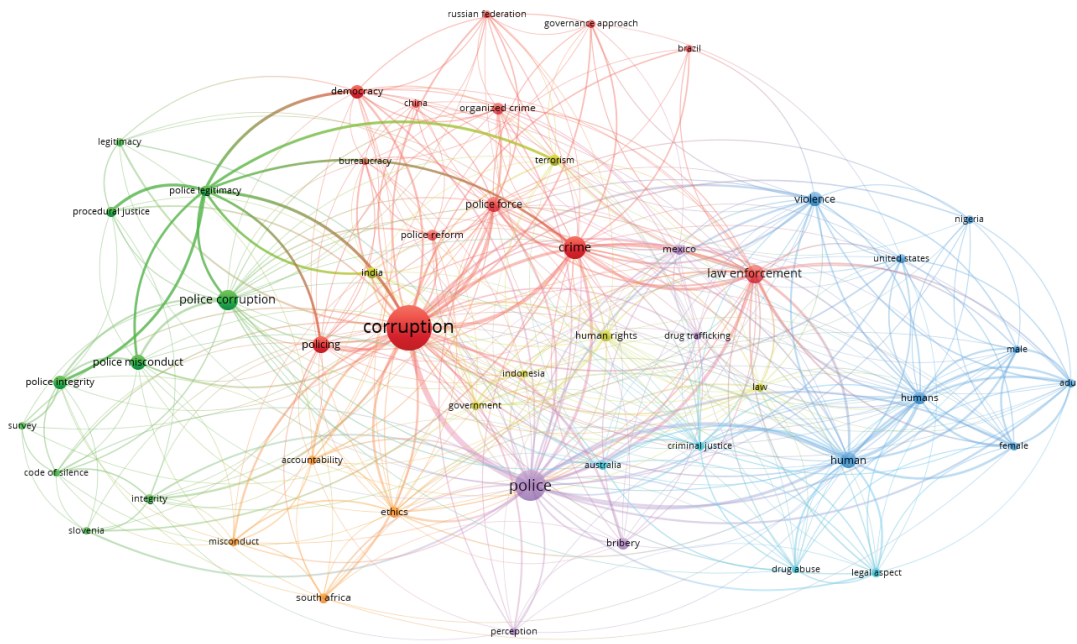 russian federation
governance approach
brazil
democracy
china
organized crime
legitimacy
bureaucracy
terrorism
police legitimacy
procedural justice
police force
violence
nigeria
police reform
crime
mexico
united states
india
law enforcement
police corruption
corruption
policing
human rights
drug trafficking
police misconduct
male
police integrity
indonesia
law
adu
government
humans
survey
accountability
criminal justice
female
code of silence
australia
human
police
integrity
ethics
slovenia
misconduct
bribery
drug abuse
legal aspect
south africa
perception